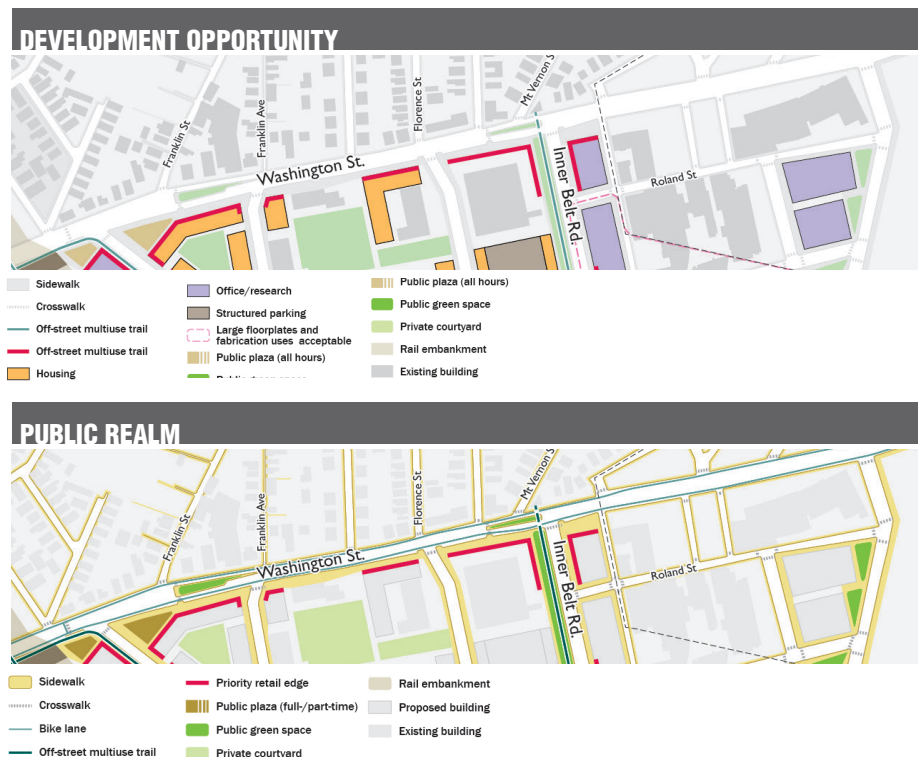 DEVELOPMENT OPPORTUNITY
Franklin St
Franklin Ave
Florence St
Mt Vernon S
Washington St.
Inner Belt Rd.
Roland St
Sidewalk
Crosswalk
Off-street multiuse trail
Off-street multiuse trail
Housing
Office/research
Structured parking
Large floorplates and
fabrication uses acceptable
Public plaza (all hours)
Public green space
Public plaza (all hours)
Public green space
Private courtyard
Rail embankment
Existing building
PUBLIC REALM
Franklin St
Franklin Ave
Florence St
Mt Vernon S
Washington St.
Inner Belt Rd.
Roland St
Sidewalk
Crosswalk
Bike lane
Off-street multiuse trail
Priority retail edge
Public plaza (full-/part-time)
Public green space
Private courtyard
Rail embankment
Proposed building
Existing building